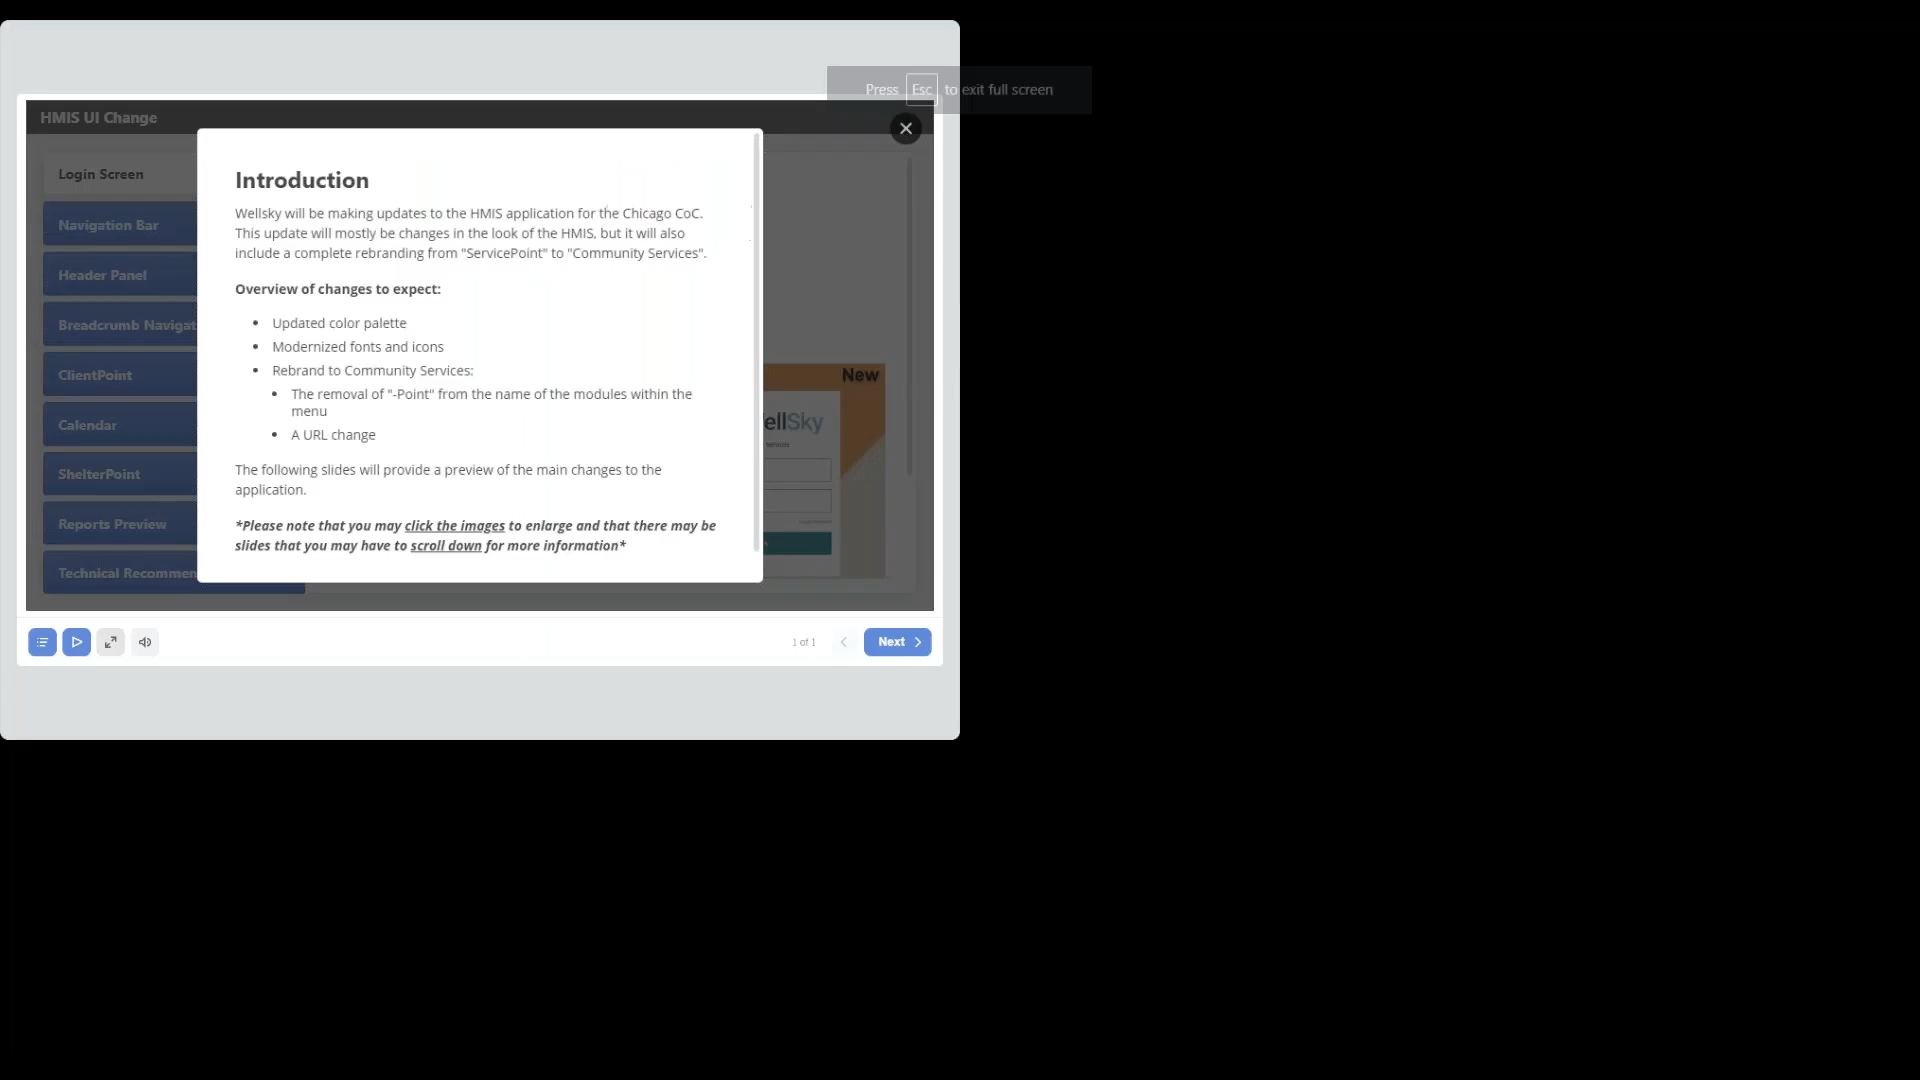 Press Esc to exit full screen
HMIS UI Change
Login Screen
Navigation Bar
Header Panel
Breadcrumb Navigat
ClientPoint
Calendar
ShelterPoint
Reports Preview
Technical Recommen
Introduction
Wellsky will be making updates to the HMIS application for the Chicago CoC.
This update will mostly be changes in the look of the HMIS, but it will also
include a complete rebranding from "ServicePoint" to "Community Services".
Overview of changes to expect:
• Updated color palette
• Modernized fonts and icons
• Rebrand to Community Services:
• The removal of "-Point" from the name of the modules within the
menu
• A URL change
The following slides will provide a preview of the main changes to the
application.
*Please note that you may click the images to enlarge and that there may be
slides that you may have to scroll down for more information*
New
ellSky
1 of 1
Next